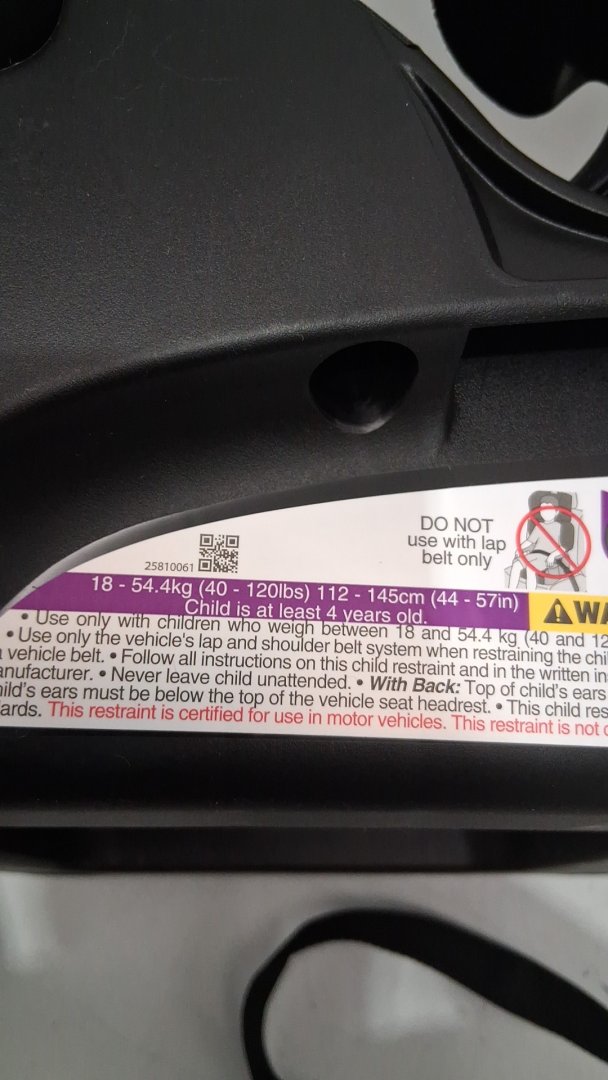 DO NOT
use with lap
belt only
25810061
18 - 54.4kg (40 - 120lbs) 112 - 145cm (44 - 57in)
Child is at least 4 years old.
WA
• Use only with children who weigh between 18 and 54.4 kg (40 and 12
• Use only the vehicle's lap and shoulder belt system when restraining the chi
vehicle belt. • Follow all instructions on this child restraint and in the written in
anufacturer. • Never leave child unattended. • With Back: Top of child's ears
ild's ears must be below the top of the vehicle seat headrest. • This child res
ards. This restraint is certified for use in motor vehicles. This restraint is not